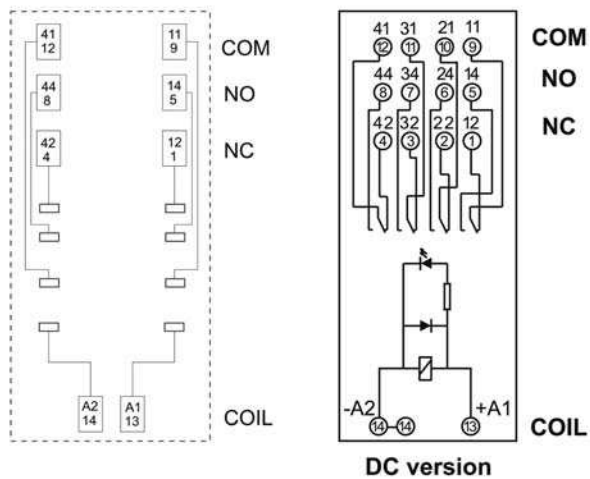 41
12
11
9
COM
44
8
14
5
NO
42
4
12
1
NC
A2
14
A1
13
COIL
41 31 21 11
12 11 10 9
COM
44 34 24 14
8 7 6 5
NO
42 32 22 12
4 3 2 1
NC
-A2 +A1
14 14 13
COIL
DC version